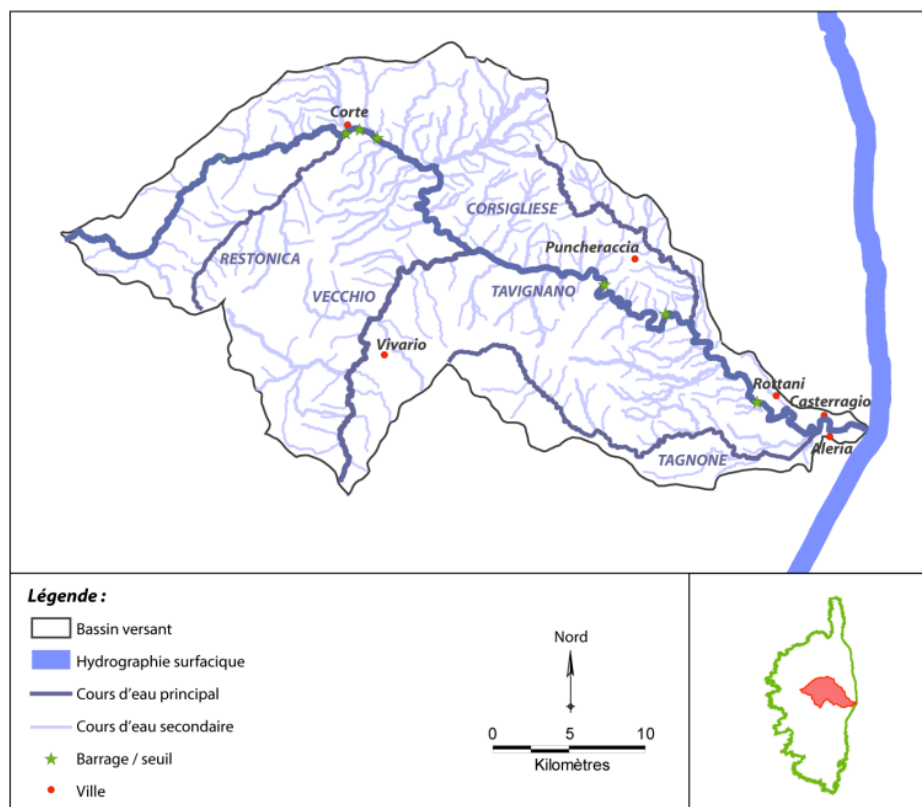 Corte
CORSIGLIESE
Puncheraccia
RESTONICA
VECCHIO
TAVIGNANO
Vivario
Rottani
Casterragio
Aleria
TAGNONE
Légende :
Bassin versant
Hydrographie surfacique
Cours d'eau principal
Cours d'eau secondaire
Barrage / seuil
Ville
Nord
0 5 10
Kilomètres